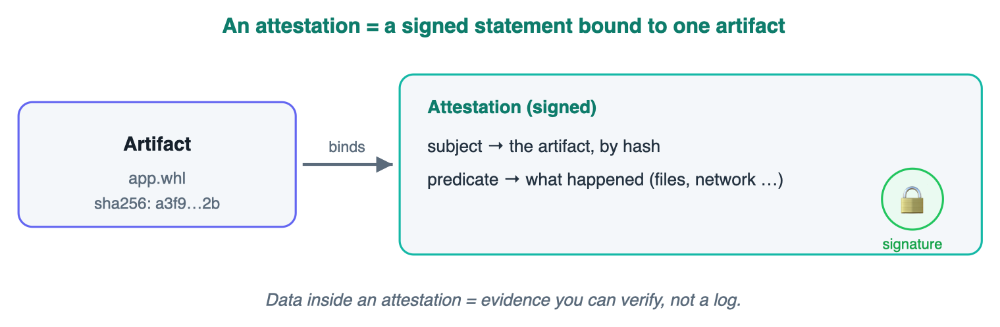 An attestation = a signed statement bound to one artifact
Artifact
app.whl
sha256: a3f9…2b
binds
Attestation (signed)
subject → the artifact, by hash
predicate → what happened (files, network …)
signature
Data inside an attestation = evidence you can verify, not a log.